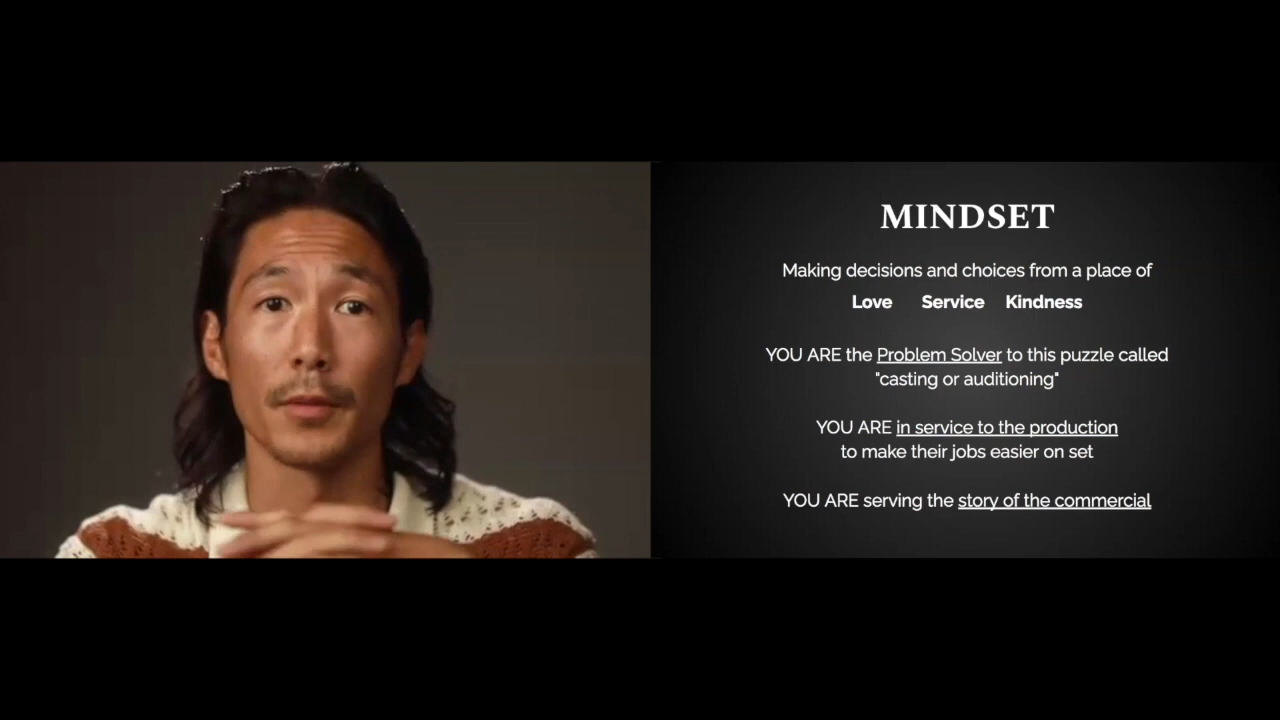 MINDSET
Making decisions and choices from a place of
Love Service Kindness
YOU ARE the Problem Solver to this puzzle called
"casting or auditioning"
YOU ARE in service to the production
to make their jobs easier on set
YOU ARE serving the story of the commercial